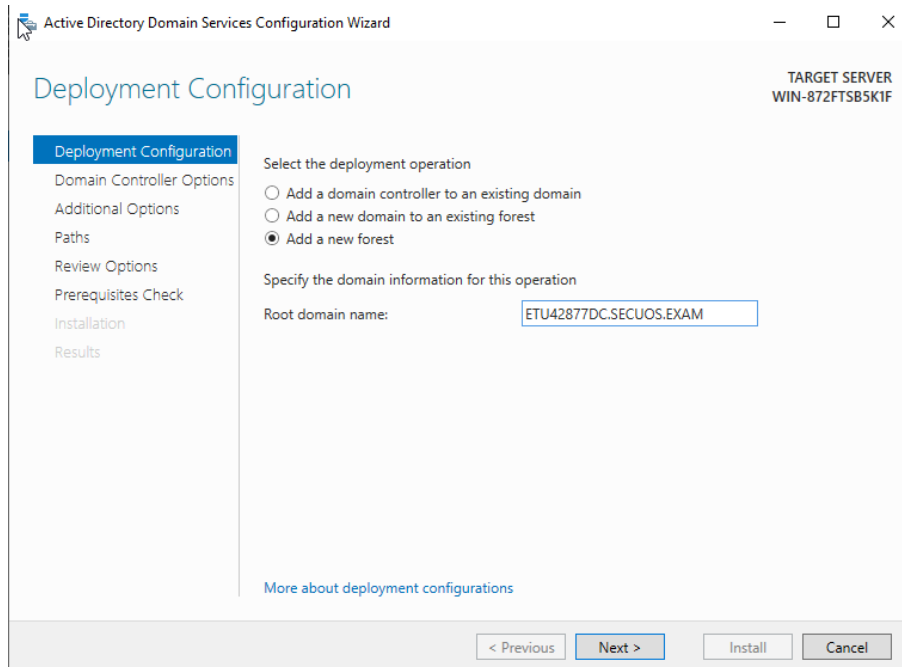 Active Directory Domain Services Configuration Wizard
Deployment Configuration
TARGET SERVER
WIN-872FTSB5K1F
Deployment Configuration
Domain Controller Options
Additional Options
Paths
Review Options
Prerequisites Check
Installation
Results
Select the deployment operation
Add a domain controller to an existing domain
Add a new domain to an existing forest
Add a new forest
Specify the domain information for this operation
Root domain name:
ETU42877DC.SECUOS.EXAM
More about deployment configurations
< Previous
Next >
Install
Cancel